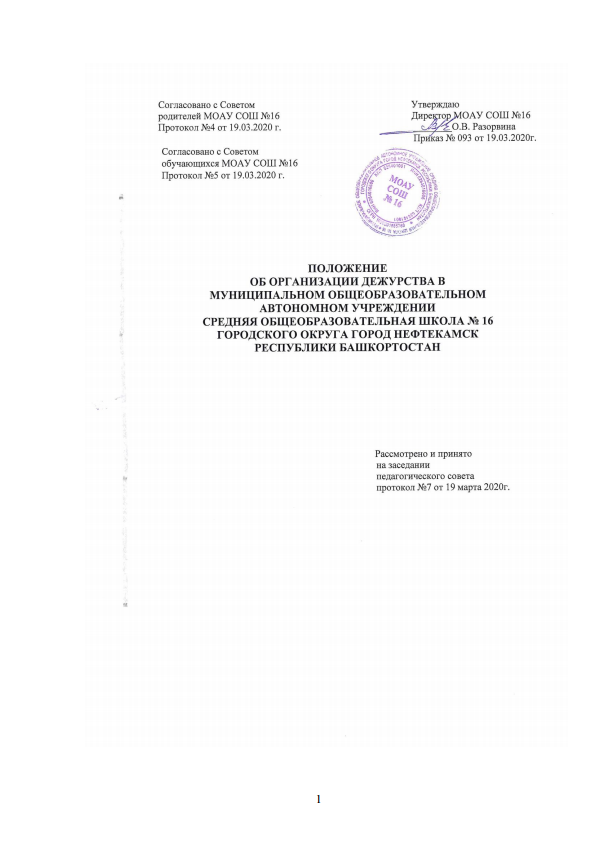 Согласовано с Советом
родителей МОАУ СОШ №16
Протокол №4 от 19.03.2020 г.
Согласовано с Советом
обучающихся МОАУ СОШ №16
Протокол №5 от 19.03.2020 г.
Утверждаю
Директор МОАУ СОШ №16
О.В. Разорвина
Приказ № 093 от 19.03.2020г.
МОАУ
СОШ
№ 16
ПОЛОЖЕНИЕ
ОБ ОРГАНИЗАЦИИ ДЕЖУРСТВА В
МУНИЦИПАЛЬНОМ ОБЩЕОБРАЗОВАТЕЛЬНОМ
АВТОНОМНОМ УЧРЕЖДЕНИИ
СРЕДНЯЯ ОБЩЕОБРАЗОВАТЕЛЬНАЯ ШКОЛА № 16
ГОРОДСКОГО ОКРУГА ГОРОД НЕФТЕКАМСК
РЕСПУБЛИКИ БАШКОРТОСТАН
Рассмотрено и принято
на заседании
педагогического совета
протокол №7 от 19 марта 2020г.
1